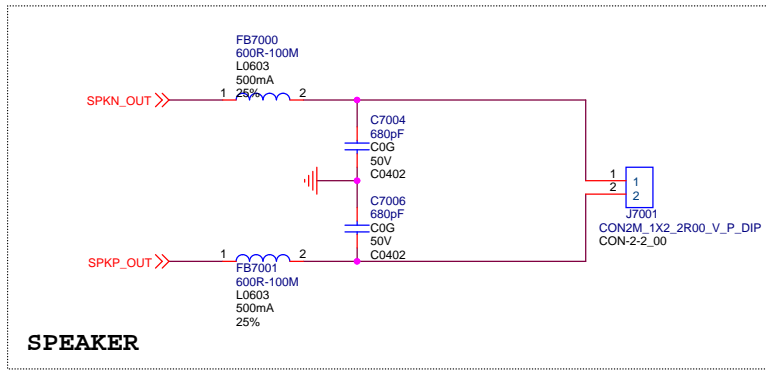 FB7000
600R-100M
L0603
500mA
25%
SPKN_OUT
1
2
C7004
680pF
C0G
50V
C0402
1
2
1
2
J7001
CON2M_1X2_2R00_V_P_DIP
CON-2-2_00
C7006
680pF
C0G
50V
C0402
SPKP_OUT
1
2
FB7001
600R-100M
L0603
500mA
25%
SPEAKER